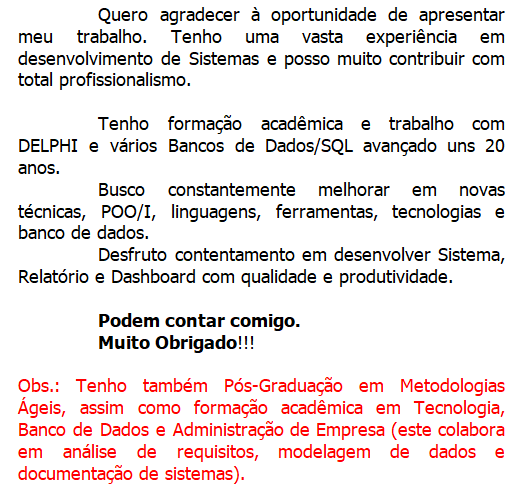 Quero agradecer à oportunidade de apresentar
meu trabalho. Tenho uma vasta experiência em
desenvolvimento de Sistemas e posso muito contribuir com
total profissionalismo.
Tenho formação acadêmica e trabalho com
DELPHI e vários Bancos de Dados/SQL avançado uns 20
anos.
Busco constantemente melhorar em novas
técnicas, POO/I, linguagens, ferramentas, tecnologias e
banco de dados.
Desfruto contentamento em desenvolver Sistema,
Relatório e Dashboard com qualidade e produtividade.
Podem contar comigo.
Muito Obrigado!!!
Obs.: Tenho também Pós-Graduação em Metodologias
Ágeis, assim como formação acadêmica em Tecnologia,
Banco de Dados e Administração de Empresa (este colabora
em análise de requisitos, modelagem de dados e
documentação de sistemas).